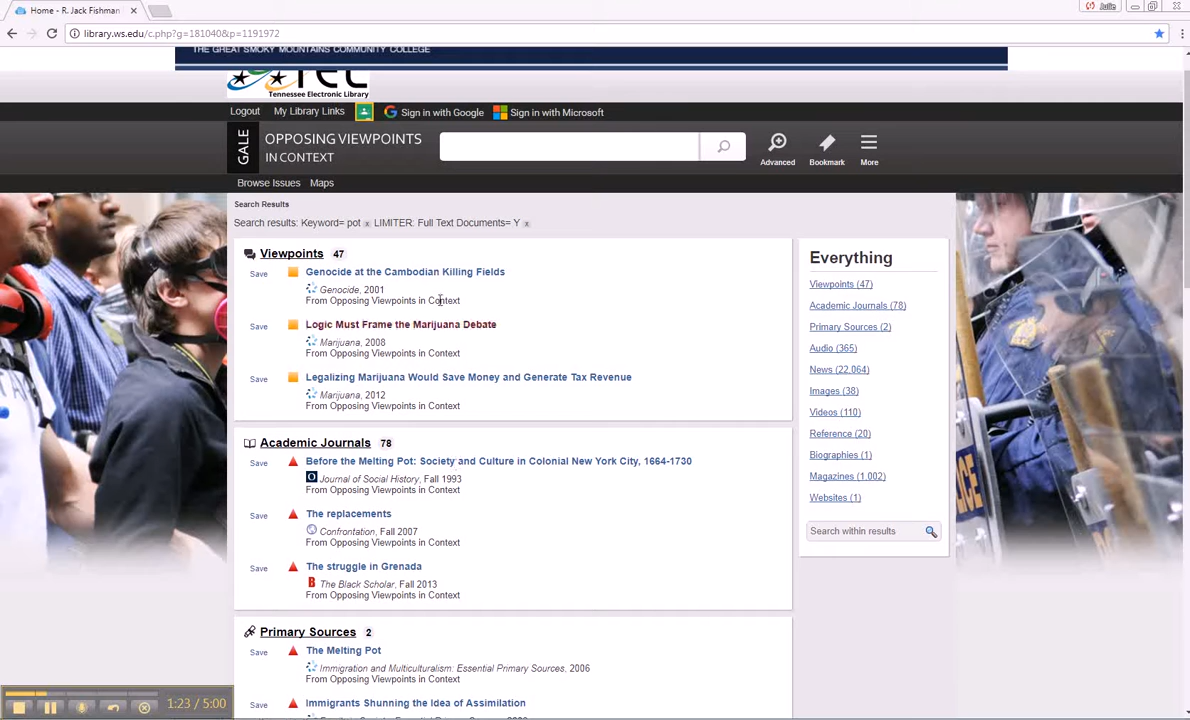 Home - R. Jack Fishman
Julie
library.ws.edu/c.php?g=181040&p=1191972
THE GREAT SMOKY MOUNTAINS COMMUNITY COLLEGE
TEL
Tennessee Electronic Library
Logout My Library Links Sign in with Google Sign in with Microsoft
GALE
OPPOSING VIEWPOINTS
IN CONTEXT
Advanced Bookmark More
Browse Issues Maps
Search Results
Search results: Keyword= pot x LIMITER: Full Text Documents= Y x
Viewpoints 47
Save Genocide at the Cambodian Killing Fields
Genocide, 2001
From Opposing Viewpoints in Context
Save Logic Must Frame the Marijuana Debate
Marijuana, 2008
From Opposing Viewpoints in Context
Save Legalizing Marijuana Would Save Money and Generate Tax Revenue
Marijuana, 2012
From Opposing Viewpoints in Context
Academic Journals 78
Save Before the Melting Pot: Society and Culture in Colonial New York City, 1664-1730
O Journal of Social History, Fall 1993
From Opposing Viewpoints in Context
Save The replacements
Confrontation, Fall 2007
From Opposing Viewpoints in Context
Save The struggle in Grenada
B The Black Scholar, Fall 2013
From Opposing Viewpoints in Context
Primary Sources 2
Save The Melting Pot
Immigration and Multiculturalism: Essential Primary Sources, 2006
Save Immigrants Shunning the Idea of Assimilation
Everything
Viewpoints (47)
Academic Journals (78)
Primary Sources (2)
Audio (365)
News (22,064)
Images (38)
Videos (110)
Reference (20)
Biographies (1)
Magazines (1,002)
Websites (1)
Search within results
POLICE
1:23 / 5:00